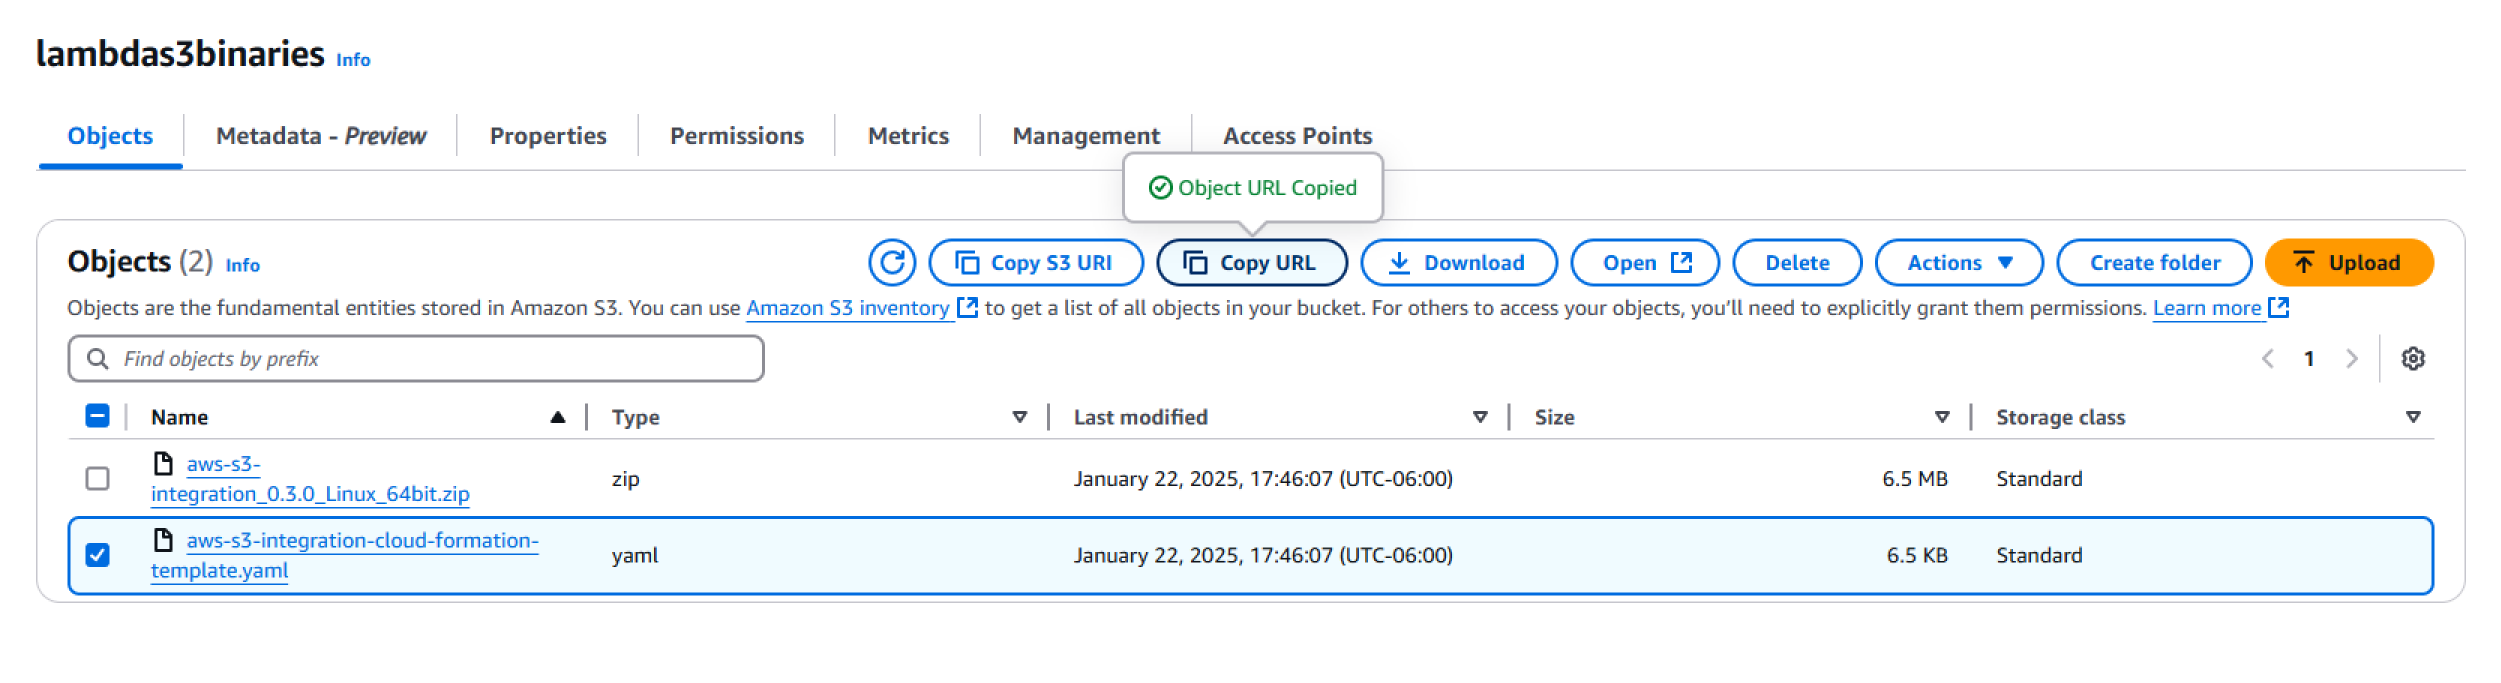 lambdas3binaries Info
Objects Metadata - Preview Properties Permissions Metrics Management Access Points
Object URL Copied
Objects (2) Info Copy S3 URI Copy URL Download Open Delete Actions Create folder Upload
Objects are the fundamental entities stored in Amazon S3. You can use Amazon S3 inventory to get a list of all objects in your bucket. For others to access your objects, you’ll need to explicitly grant them permissions. Learn more
Find objects by prefix 1
Name Type Last modified Size Storage class
aws-s3-
integration_0.3.0_Linux_64bit.zip zip January 22, 2025, 17:46:07 (UTC-06:00) 6.5 MB Standard
aws-s3-integration-cloud-formation-
template.yaml yaml January 22, 2025, 17:46:07 (UTC-06:00) 6.5 KB Standard